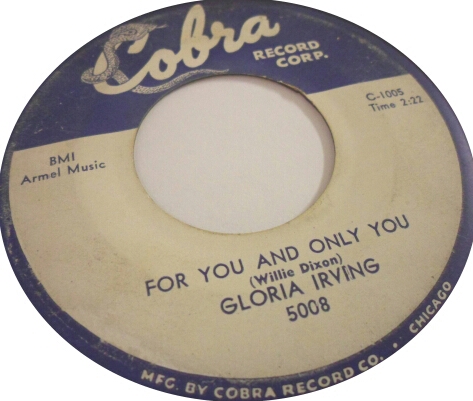 Cobra
RECORD
CORP.
C-1005
Time 2:22
BMI
Armel Music
FOR YOU AND ONLY YOU
(Willie Dixon)
GLORIA IRVING
5008
MFG. BY COBRA RECORD CO. • CHICAGO